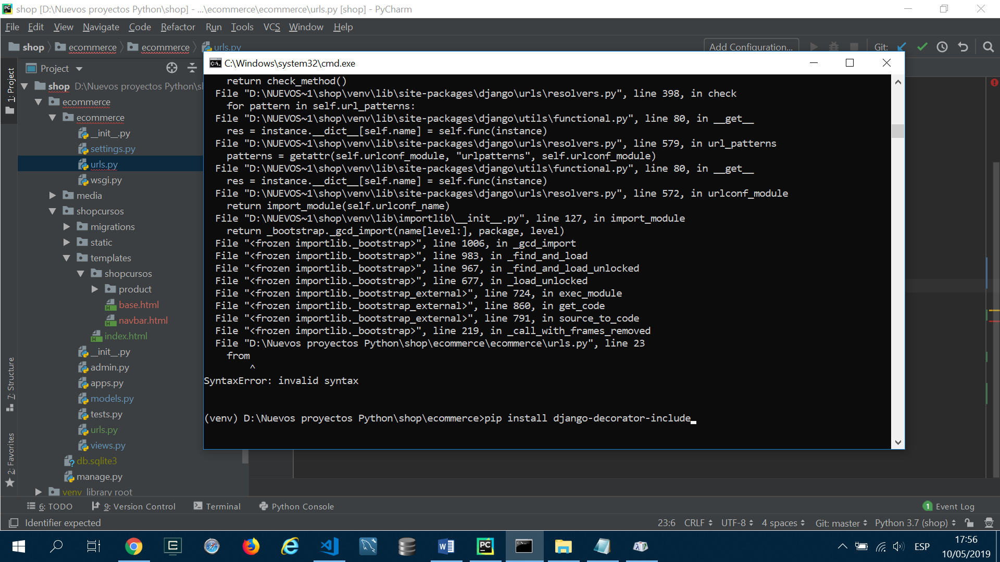 shop [D:\Nuevos proyectos Python\shop] - ...\ecommerce\ecommerce\urls.py [shop] - PyCharm
File Edit View Navigate Code Refactor Run Tools VCS Window Help
shop ecommerce ecommerce urls.py Add Configuration... Git:
Project
shop D:\Nuevos proyectos Python\sh
ecommerce
ecommerce
__init__.py
settings.py
urls.py
wsgi.py
media
shopcursos
migrations
static
templates
shopcursos
product
base.html
navbar.html
index.html
__init__.py
admin.py
apps.py
models.py
tests.py
urls.py
views.py
db.sqlite3
manage.py
venv library root
1: Project
7: Structure
2: Favorites
C:\Windows\system32\cmd.exe
return check_method()
File "D:\NUEVOS~1\shop\venv\lib\site-packages\django\urls\resolvers.py", line 398, in check
for pattern in self.url_patterns:
File "D:\NUEVOS~1\shop\venv\lib\site-packages\django\utils\functional.py", line 80, in __get__
res = instance.__dict__[self.name] = self.func(instance)
File "D:\NUEVOS~1\shop\venv\lib\site-packages\django\urls\resolvers.py", line 579, in url_patterns
patterns = getattr(self.urlconf_module, "urlpatterns", self.urlconf_module)
File "D:\NUEVOS~1\shop\venv\lib\site-packages\django\utils\functional.py", line 80, in __get__
res = instance.__dict__[self.name] = self.func(instance)
File "D:\NUEVOS~1\shop\venv\lib\site-packages\django\urls\resolvers.py", line 572, in urlconf_module
return import_module(self.urlconf_name)
File "D:\NUEVOS~1\shop\venv\lib\importlib\__init__.py", line 127, in import_module
return _bootstrap._gcd_import(name[level:], package, level)
File "<frozen importlib._bootstrap>", line 1006, in _gcd_import
File "<frozen importlib._bootstrap>", line 983, in _find_and_load
File "<frozen importlib._bootstrap>", line 967, in _find_and_load_unlocked
File "<frozen importlib._bootstrap>", line 677, in _load_unlocked
File "<frozen importlib._bootstrap_external>", line 724, in exec_module
File "<frozen importlib._bootstrap_external>", line 860, in get_code
File "<frozen importlib._bootstrap_external>", line 791, in source_to_code
File "<frozen importlib._bootstrap>", line 219, in _call_with_frames_removed
File "D:\Nuevos proyectos Python\shop\ecommerce\ecommerce\urls.py", line 23
from
^
SyntaxError: invalid syntax
(venv) D:\Nuevos proyectos Python\shop\ecommerce>pip install django-decorator-include
6: TODO 9: Version Control Terminal Python Console 1 Event Log
Identifier expected 23:6 CRLF UTF-8 4 spaces Git: master Python 3.7 (shop)
ESP
17:56
10/05/2019